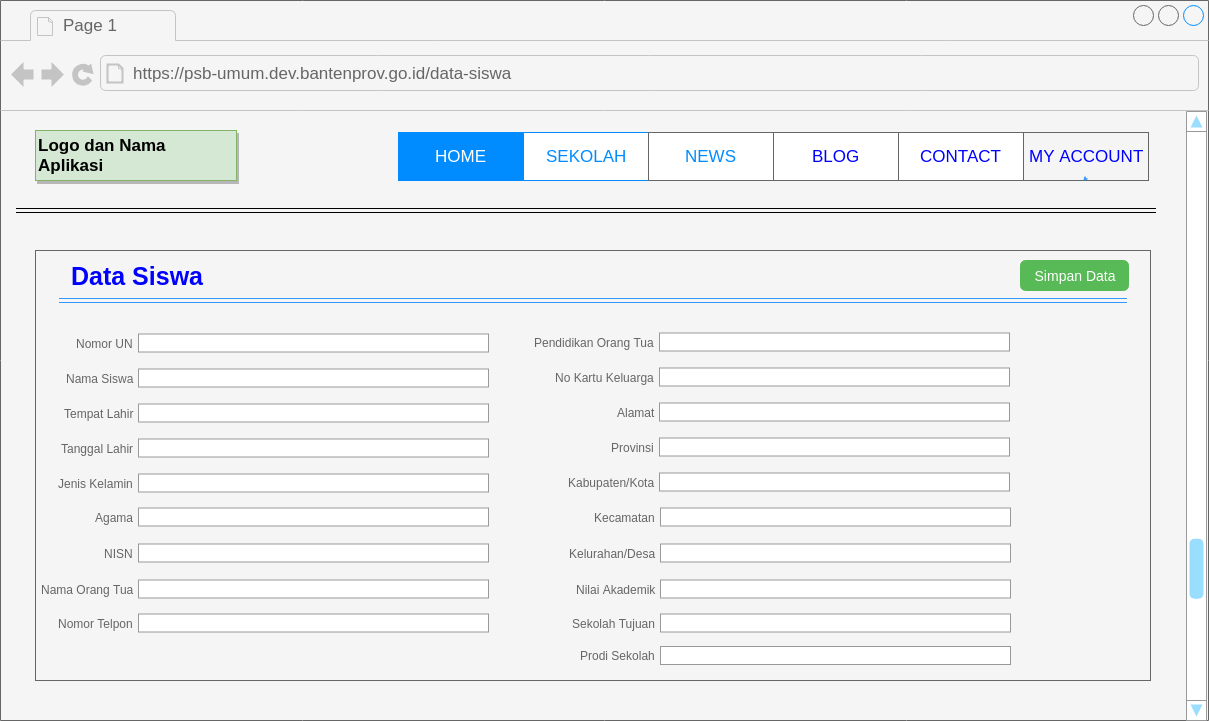 Page 1
https://psb-umum.dev.bantenprov.go.id/data-siswa
Logo dan Nama
Aplikasi
HOME
SEKOLAH
NEWS
BLOG
CONTACT
MY ACCOUNT
Data Siswa
Simpan Data
Nomor UN
Nama Siswa
Tempat Lahir
Tanggal Lahir
Jenis Kelamin
Agama
NISN
Nama Orang Tua
Nomor Telpon
Pendidikan Orang Tua
No Kartu Keluarga
Alamat
Provinsi
Kabupaten/Kota
Kecamatan
Kelurahan/Desa
Nilai Akademik
Sekolah Tujuan
Prodi Sekolah